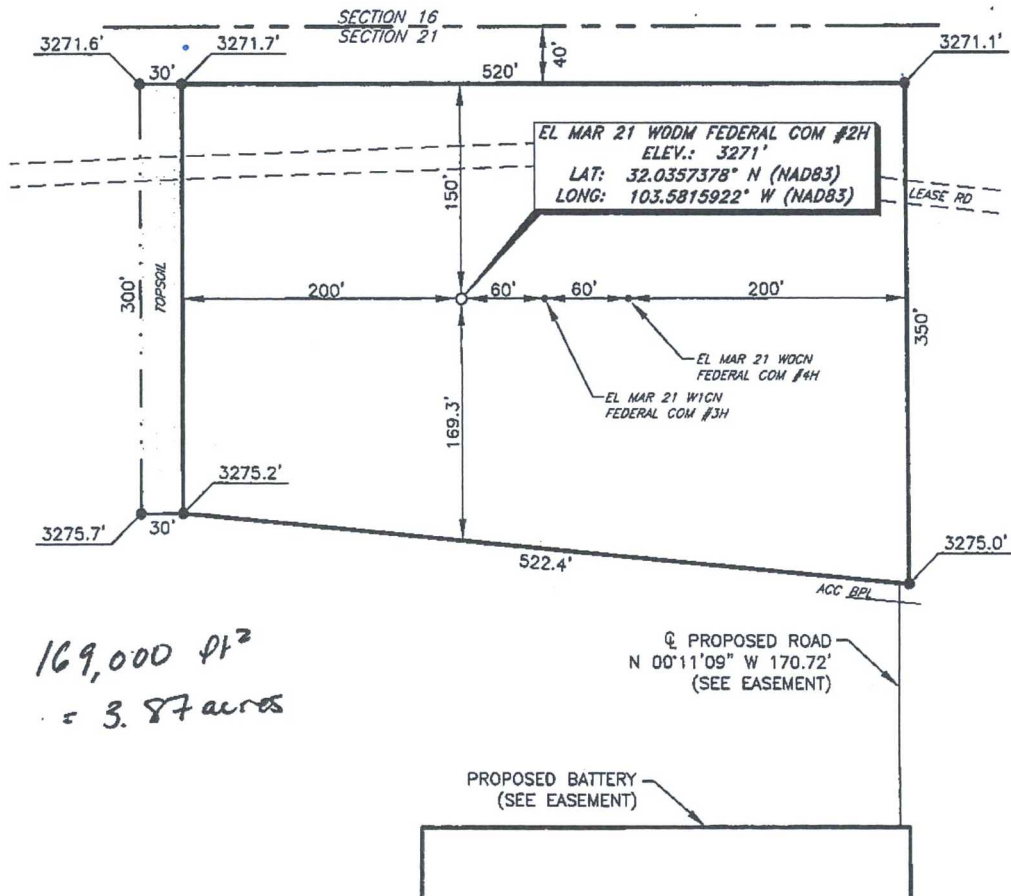 SECTION 16
SECTION 21
3271.6'
3271.7'
3271.1'
30'
520'
40'
EL MAR 21 WODM FEDERAL COM #2H
ELEV.: 3271'
LAT: 32.0357378° N (NAD83)
LONG: 103.5815922° W (NAD83)
LEASE RD
150'
300'
TOPSOIL
200'
60'
60'
200'
350'
EL MAR 21 WOCN
FEDERAL COM #4H
EL MAR 21 W1CN
FEDERAL COM #3H
169.3'
3275.2'
3275.7'
30'
522.4'
3275.0'
ACC BPL
℄ PROPOSED ROAD
N 00°11'09" W 170.72'
(SEE EASEMENT)
169,000 ft²
= 3.87 acres
PROPOSED BATTERY
(SEE EASEMENT)